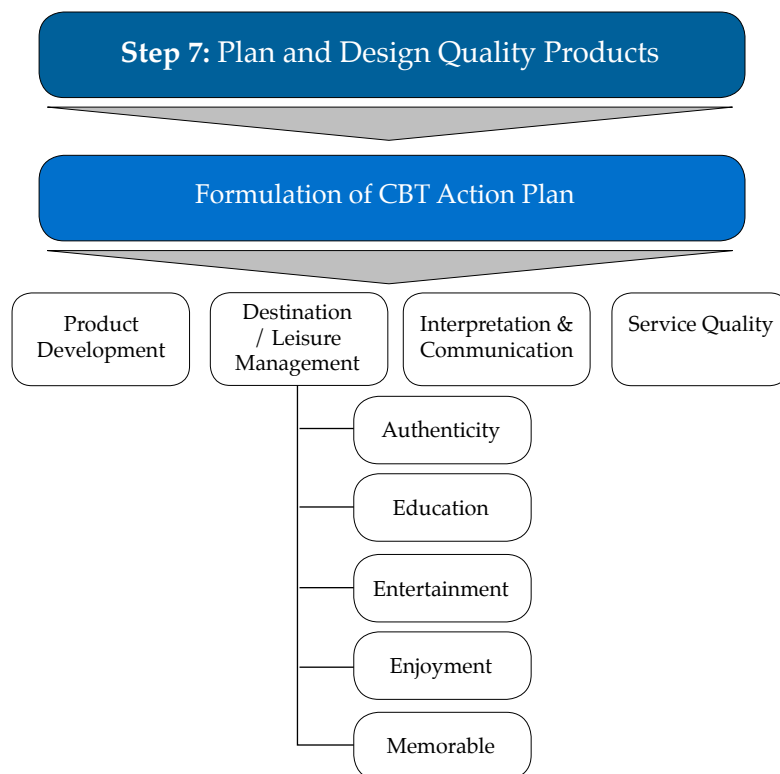 Step 7: Plan and Design Quality Products
Formulation of CBT Action Plan
Product
Development
Destination
/ Leisure
Management
Interpretation &
Communication
Service Quality
Authenticity
Education
Entertainment
Enjoyment
Memorable